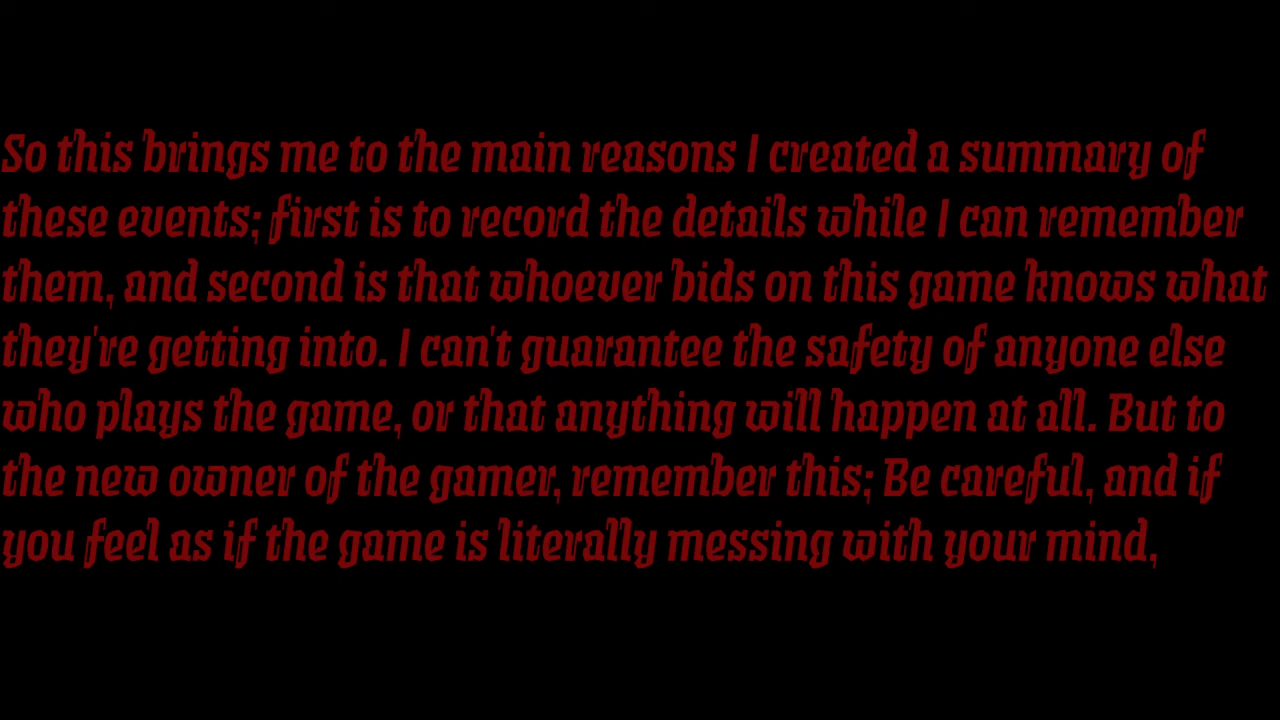 So this brings me to the main reasons I created a summary of
these events; first is to record the details while I can remember
them, and second is that whoever bids on this game knows what
they're getting into. I can't guarantee the safety of anyone else
who plays the game, or that anything will happen at all. But to
the new owner of the gamer, remember this; Be careful, and if
you feel as if the game is literally messing with your mind,